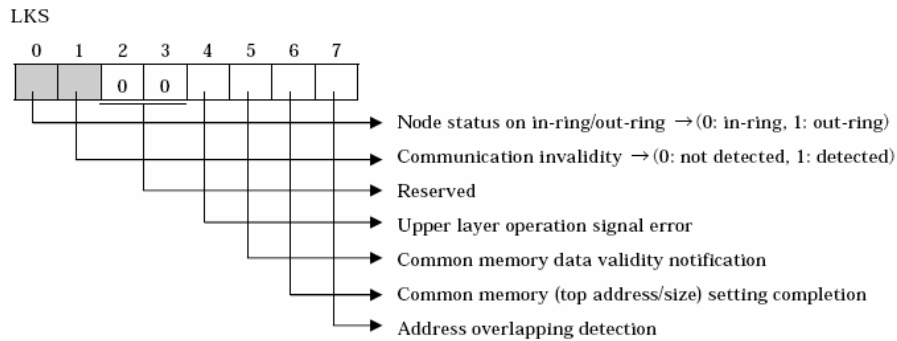 LKS
0 1 2 3 4 5 6 7
0 0
Node status on in-ring/out-ring →(0: in-ring, 1: out-ring)
Communication invalidity →(0: not detected, 1: detected)
Reserved
Upper layer operation signal error
Common memory data validity notification
Common memory (top address/size) setting completion
Address overlapping detection